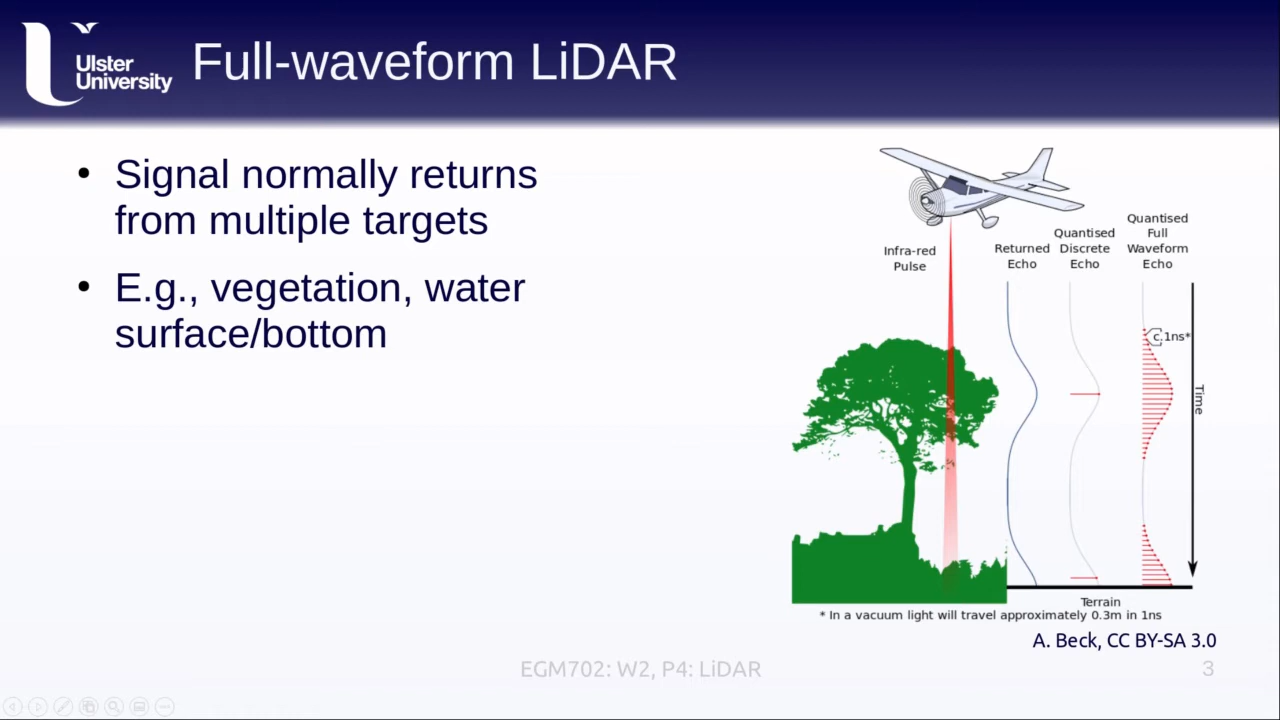 Ulster
University
Full-waveform LiDAR
• Signal normally returns
from multiple targets
• E.g., vegetation, water
surface/bottom
Infra-red
Pulse
Returned
Echo
Quantised
Discrete
Echo
Quantised
Full
Waveform
Echo
c.1ns*
Time
Terrain
* In a vacuum light will travel approximately 0.3m in 1ns
A. Beck, CC BY-SA 3.0
EGM702: W2, P4: LiDAR
3